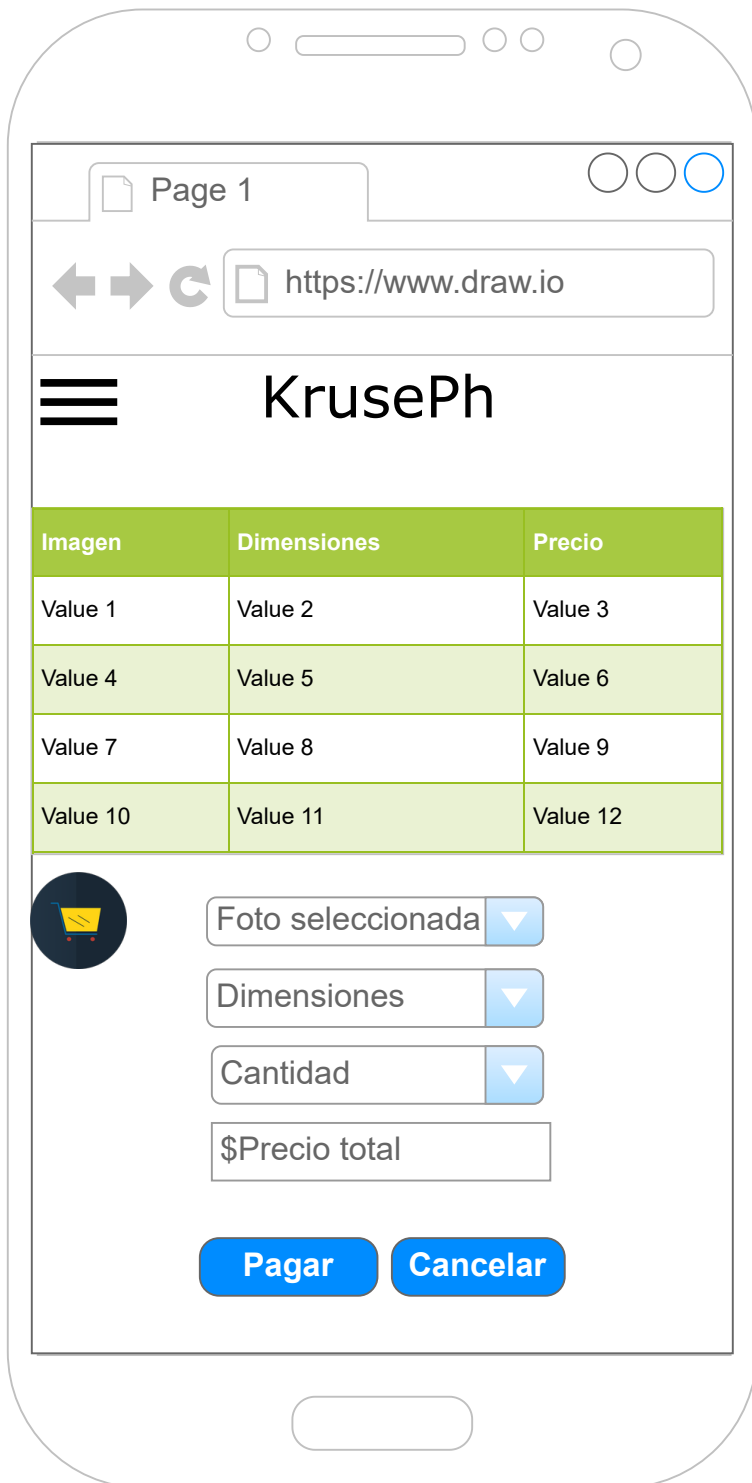 Page 1
https://www.draw.io
KrusePh
Imagen Dimensiones Precio
Value 1 Value 2 Value 3
Value 4 Value 5 Value 6
Value 7 Value 8 Value 9
Value 10 Value 11 Value 12
Foto seleccionada
Dimensiones
Cantidad
$Precio total
Pagar Cancelar